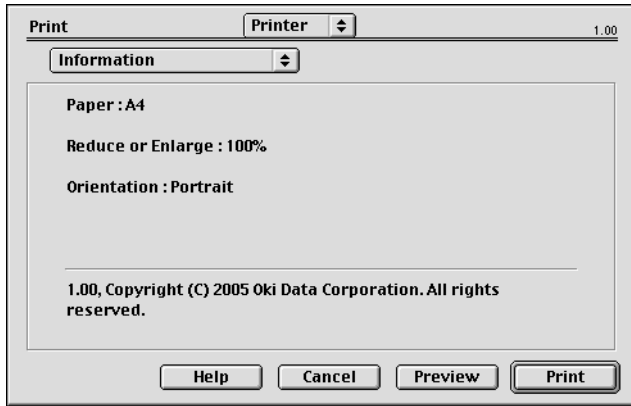 Print Printer 1.00
Information
Paper : A4
Reduce or Enlarge : 100%
Orientation : Portrait
1.00, Copyright (C) 2005 Oki Data Corporation. All rights
reserved.
Help Cancel Preview Print